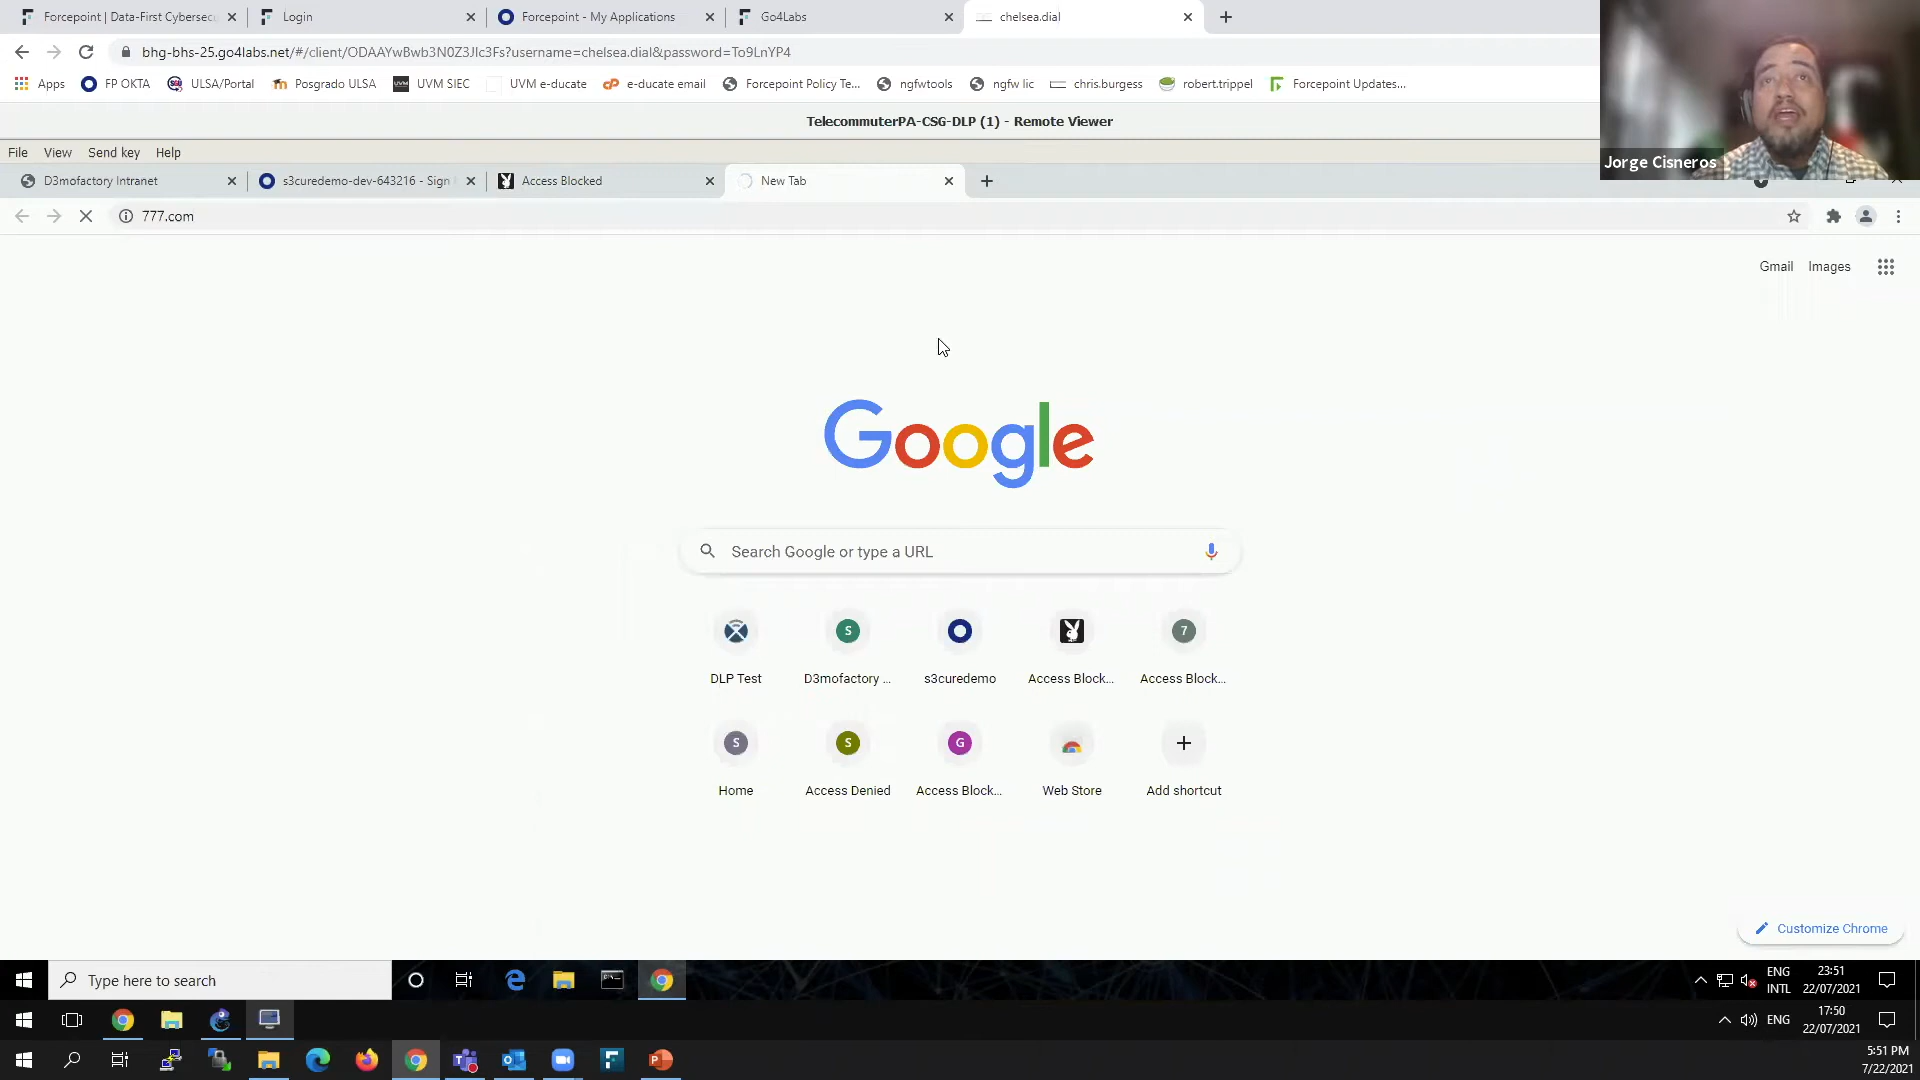 Forcepoint | Data-First Cybersecu
Login
Forcepoint - My Applications
Go4Labs
chelsea.dial
bhg-bhs-25.go4labs.net/#/client/ODAAYwBwb3N0Z3Jlc3Fs?username=chelsea.dial&password=To9LnYP4
Apps
FP OKTA
ULSA/Portal
Posgrado ULSA
UVM SIEC
UVM e-ducate
e-ducate email
Forcepoint Policy Te...
ngfwtools
ngfw lic
chris.burgess
robert.trippel
Forcepoint Updates...
TelecommuterPA-CSG-DLP (1) - Remote Viewer
Jorge Cisneros
File View Send key Help
D3mofactory Intranet
s3curedemo-dev-643216 - Sign
Access Blocked
New Tab
777.com
Gmail Images
Google
Search Google or type a URL
DLP Test
D3mofactory ...
s3curedemo
Access Block...
Access Block...
S
7
S
S
G
Home
Access Denied
Access Block...
Web Store
Add shortcut
Customize Chrome
Type here to search
ENG
INTL
23:51
22/07/2021
ENG
17:50
22/07/2021
5:51 PM
7/22/2021